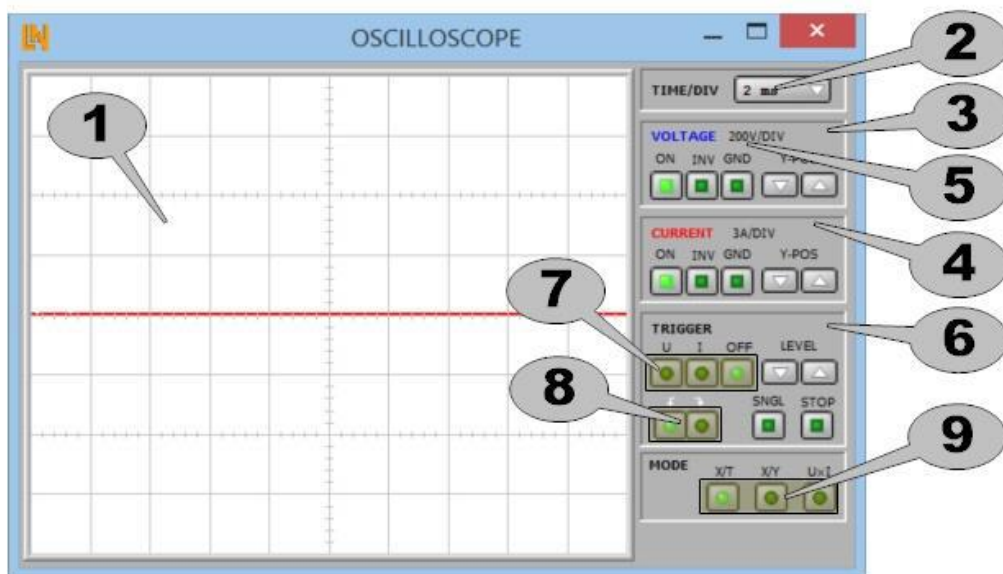 OSCILLOSCOPE
TIME/DIV 2 ms
VOLTAGE 200V/DIV
ON INV GND
CURRENT 3A/DIV
ON INV GND Y-POS
TRIGGER
U I OFF LEVEL
SNGL STOP
MODE X/T X/Y U×I
1
2
3
5
4
7
6
8
9